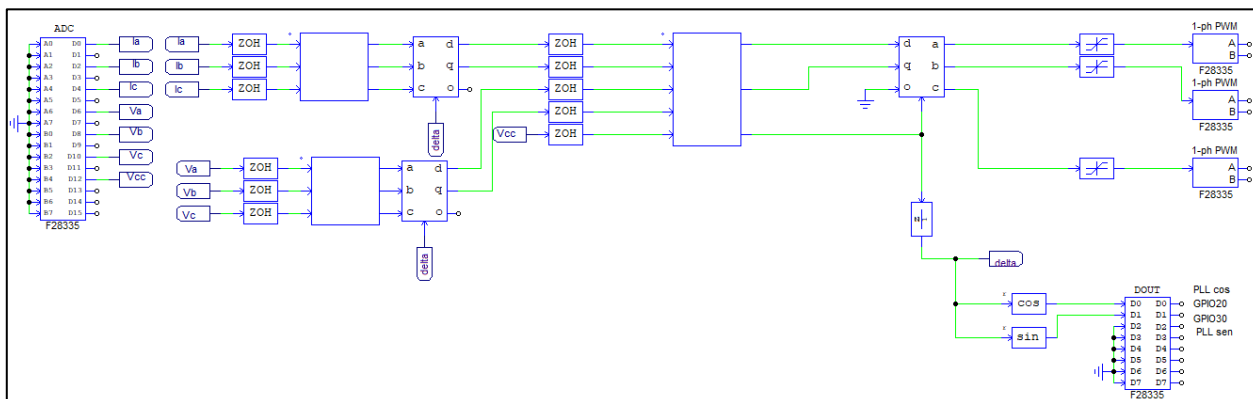 ADC
A0 D0
A1 D1
A2 D2
A3 D3
A4 D4
A5 D5
A6 D6
A7 D7
B0 D8
B1 D9
B2 D10
B3 D11
B4 D12
B5 D13
B6 D14
B7 D15
F28335
Ia
Ib
Ic
Va
Vb
Vc
Vcc
Ia ZOH
Ib ZOH
Ic ZOH
*
a d
b q
c o
delta
Va ZOH
Vb ZOH
Vc ZOH
*
a d
b q
c o
delta
ZOH
ZOH
ZOH
ZOH
Vcc ZOH
*
d a
q b
o c
1-ph PWM
A
B
F28335
1-ph PWM
A
B
F28335
1-ph PWM
A
B
F28335
delta
r cos
r sin
DOUT
D0 D0
D1 D1
D2 D2
D3 D3
D4 D4
D5 D5
D6 D6
D7 D7
F28335
PLL cos
GPIO20
GPIO30
PLL sen